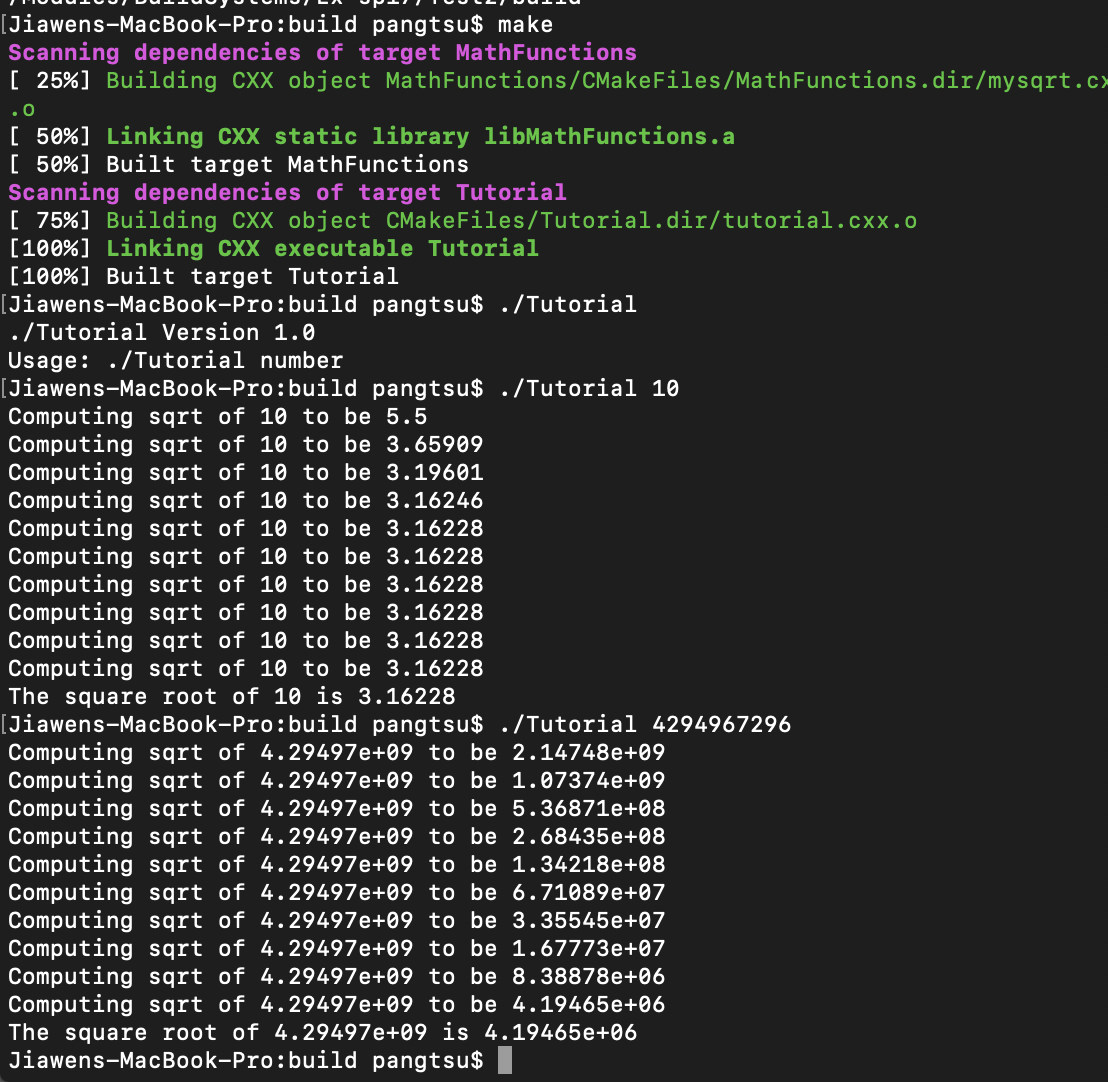 /Modules/BuildSystems/Ex-spl7/Test2/build
[Jiawens-MacBook-Pro:build pangtsu$ make
Scanning dependencies of target MathFunctions
[ 25%] Building CXX object MathFunctions/CMakeFiles/MathFunctions.dir/mysqrt.cx
.o
[ 50%] Linking CXX static library libMathFunctions.a
[ 50%] Built target MathFunctions
Scanning dependencies of target Tutorial
[ 75%] Building CXX object CMakeFiles/Tutorial.dir/tutorial.cxx.o
[100%] Linking CXX executable Tutorial
[100%] Built target Tutorial
[Jiawens-MacBook-Pro:build pangtsu$ ./Tutorial
./Tutorial Version 1.0
Usage: ./Tutorial number
[Jiawens-MacBook-Pro:build pangtsu$ ./Tutorial 10
Computing sqrt of 10 to be 5.5
Computing sqrt of 10 to be 3.65909
Computing sqrt of 10 to be 3.19601
Computing sqrt of 10 to be 3.16246
Computing sqrt of 10 to be 3.16228
Computing sqrt of 10 to be 3.16228
Computing sqrt of 10 to be 3.16228
Computing sqrt of 10 to be 3.16228
Computing sqrt of 10 to be 3.16228
Computing sqrt of 10 to be 3.16228
The square root of 10 is 3.16228
[Jiawens-MacBook-Pro:build pangtsu$ ./Tutorial 4294967296
Computing sqrt of 4.29497e+09 to be 2.14748e+09
Computing sqrt of 4.29497e+09 to be 1.07374e+09
Computing sqrt of 4.29497e+09 to be 5.36871e+08
Computing sqrt of 4.29497e+09 to be 2.68435e+08
Computing sqrt of 4.29497e+09 to be 1.34218e+08
Computing sqrt of 4.29497e+09 to be 6.71089e+07
Computing sqrt of 4.29497e+09 to be 3.35545e+07
Computing sqrt of 4.29497e+09 to be 1.67773e+07
Computing sqrt of 4.29497e+09 to be 8.38878e+06
Computing sqrt of 4.29497e+09 to be 4.19465e+06
The square root of 4.29497e+09 is 4.19465e+06
Jiawens-MacBook-Pro:build pangtsu$